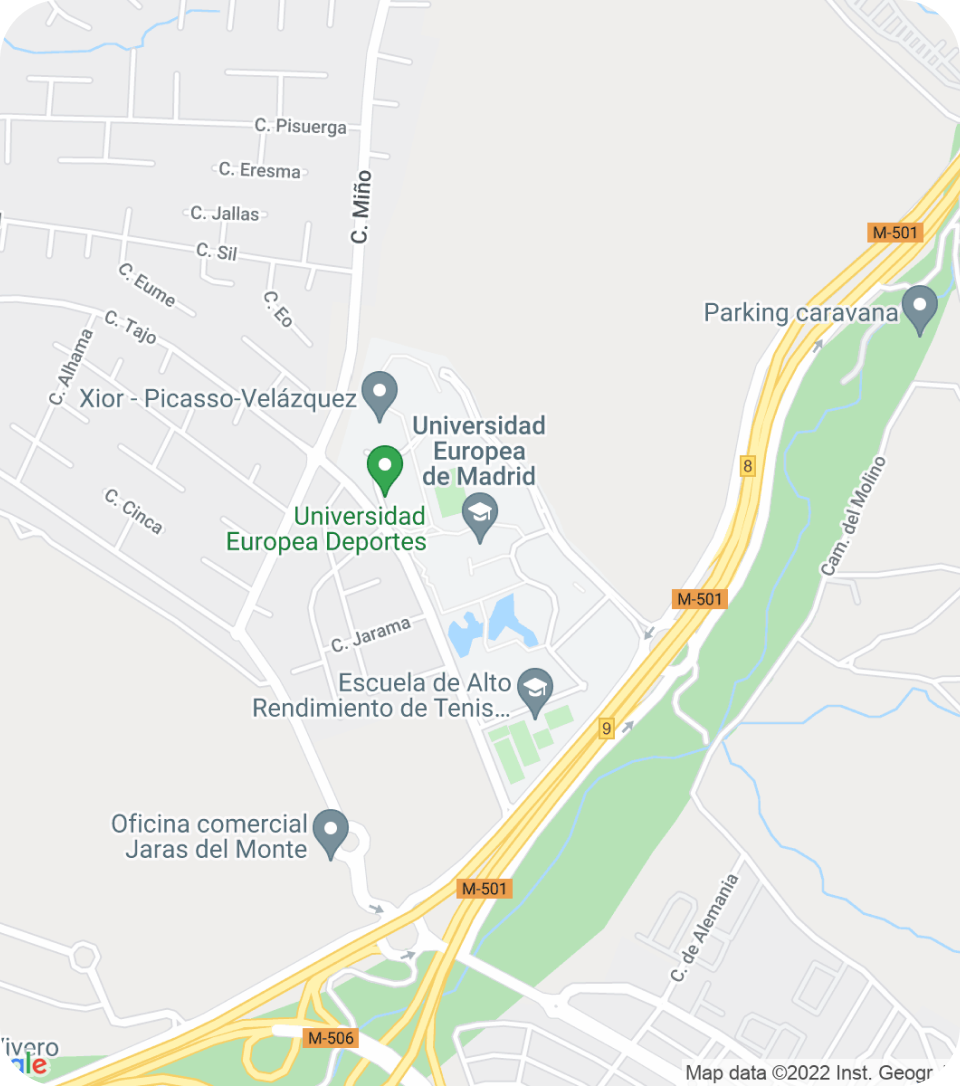 C. Pisuerga
C. Eresma
C. Miño
C. Jallas
M-501
C. Sil
C. Eume
C. Eo
Parking caravana
C. Tajo
C. Alhama
Xior - Picasso-Velázquez
Universidad
Europea
de Madrid
8
C. Cinca
Universidad
Europea Deportes
Cam. del Molino
M-501
C. Jarama
Escuela de Alto
Rendimiento de Tenis...
9
Oficina comercial
Jaras del Monte
M-501
C. de Alemania
M-506
Map data ©2022 Inst. Geogr